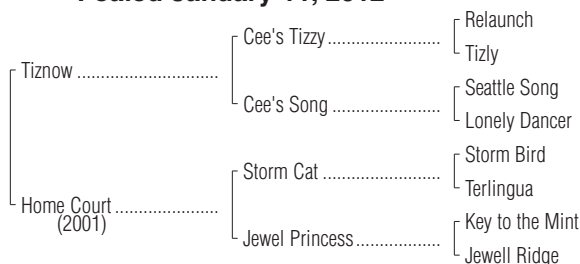 Foaled January 11, 2012
Relaunch
Cee's Tizzy ........................
Tizly
Tiznow ..............................
Seattle Song
Cee's Song .......................
Lonely Dancer
Storm Bird
Storm Cat .........................
Terlingua
Home Court ......................
(2001)
Key to the Mint
Jewel Princess..................
Jewell Ridge